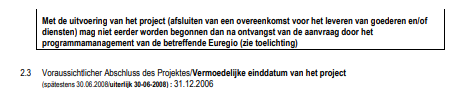 Met de uitvoering van het project (afsluiten van een overeenkomst voor het leveren van goederen en/of
diensten) mag niet eerder worden begonnen dan na ontvangst van de aanvraag door het
programmamanagement van de betreffende Euregio (zie toelichting)
2.3 Voraussichtlicher Abschluss des Projektes/Vermoedelijke einddatum van het project
(spätestens 30.06.2008/uiterlijk 30-06-2008) : 31.12.2006